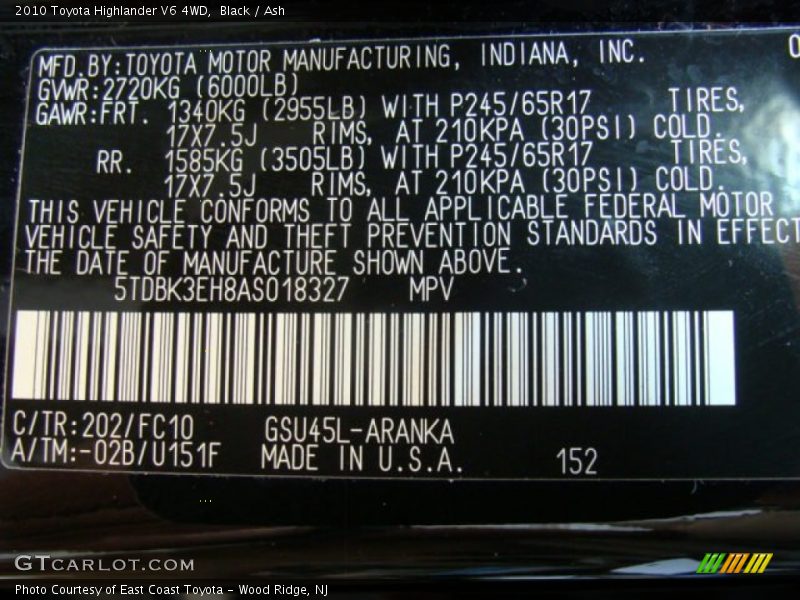 2010 Toyota Highlander V6 4WD, Black / Ash
MFD.BY:TOYOTA MOTOR MANUFACTURING, INDIANA, INC.
GVWR:2720KG (6000LB)
GAWR:FRT. 1340KG (2955LB) WITH P245/65R17 TIRES,
17X7.5J RIMS, AT 210KPA (30PSI) COLD.
RR. 1585KG (3505LB) WITH P245/65R17 TIRES,
17X7.5J RIMS, AT 210KPA (30PSI) COLD.
THIS VEHICLE CONFORMS TO ALL APPLICABLE FEDERAL MOTOR
VEHICLE SAFETY AND THEFT PREVENTION STANDARDS IN EFFECT
THE DATE OF MANUFACTURE SHOWN ABOVE.
5TDBK3EH8AS018327 MPV
C/TR:202/FC10 GSU45L-ARANKA
A/TM:-02B/U151F MADE IN U.S.A. 152
GTCARLOT.COM
Photo Courtesy of East Coast Toyota - Wood Ridge, NJ